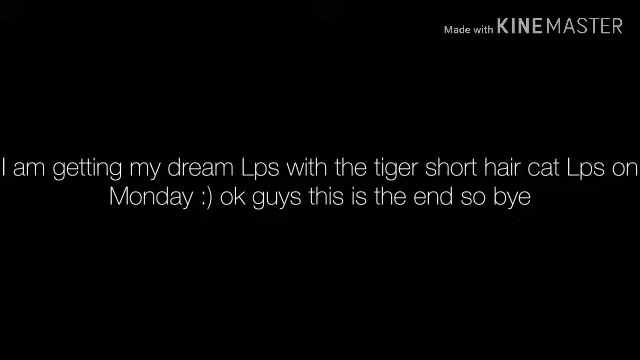 Made with KINEMASTER
I am getting my dream Lps with the tiger short hair cat Lps on
Monday :) ok guys this is the end so bye